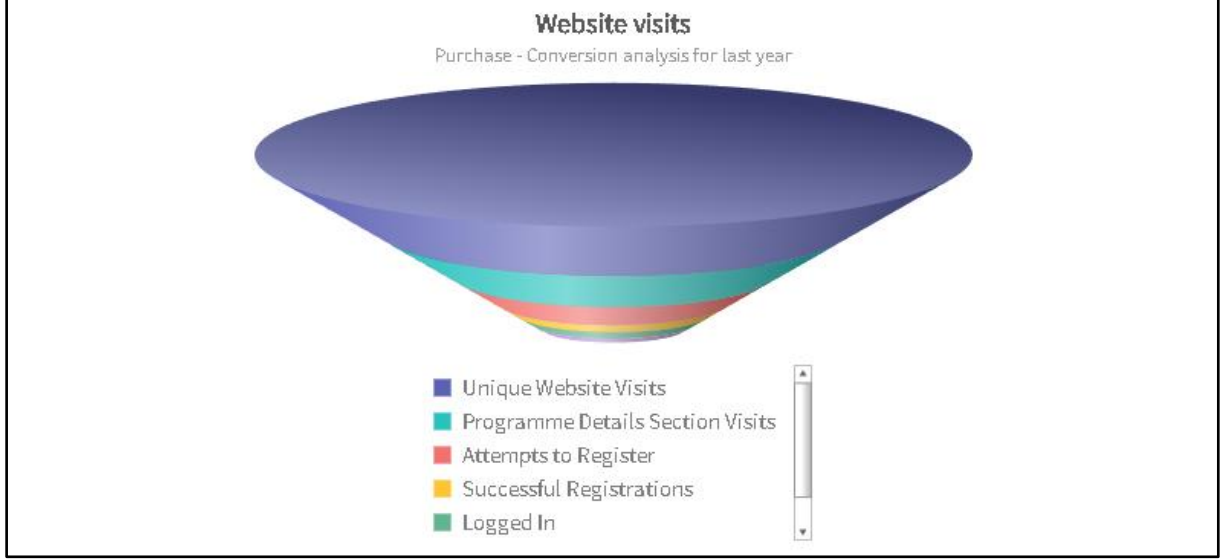 Website visits
Purchase - Conversion analysis for last year
Unique Website Visits
Programme Details Section Visits
Attempts to Register
Successful Registrations
Logged In